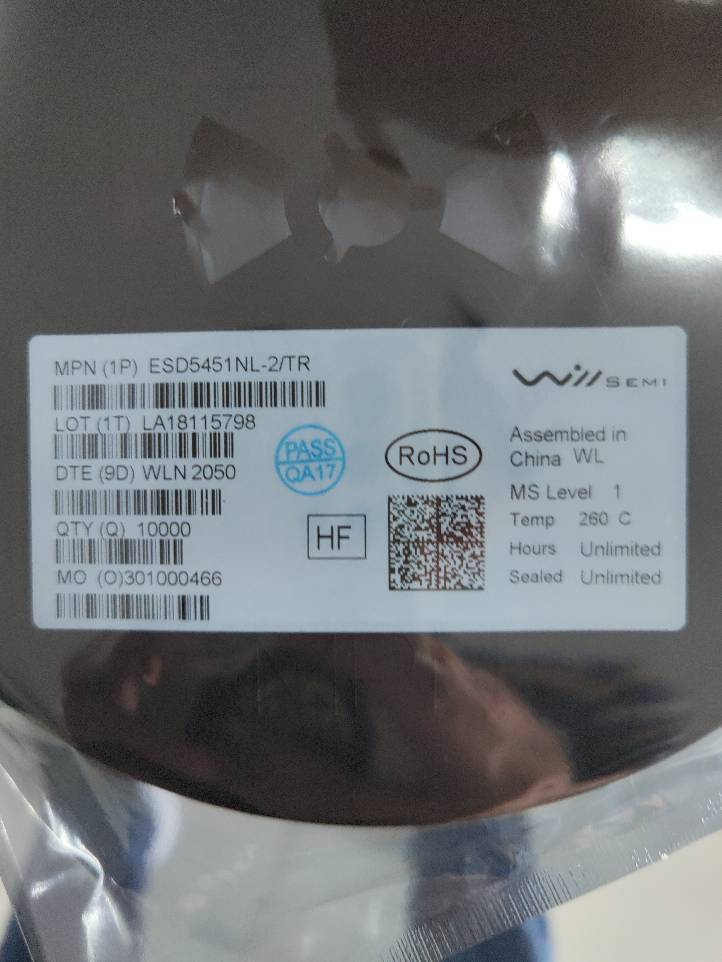 MPN (1P) ESD5451NL-2/TR
Will SEMI
LOT (1T) LA18115798
PASS
QA17
RoHS
Assembled in
China WL
DTE (9D) WLN 2050
MS Level 1
QTY (Q) 10000
HF
Temp 260 C
Hours Unlimited
MO (O)301000466
Sealed Unlimited